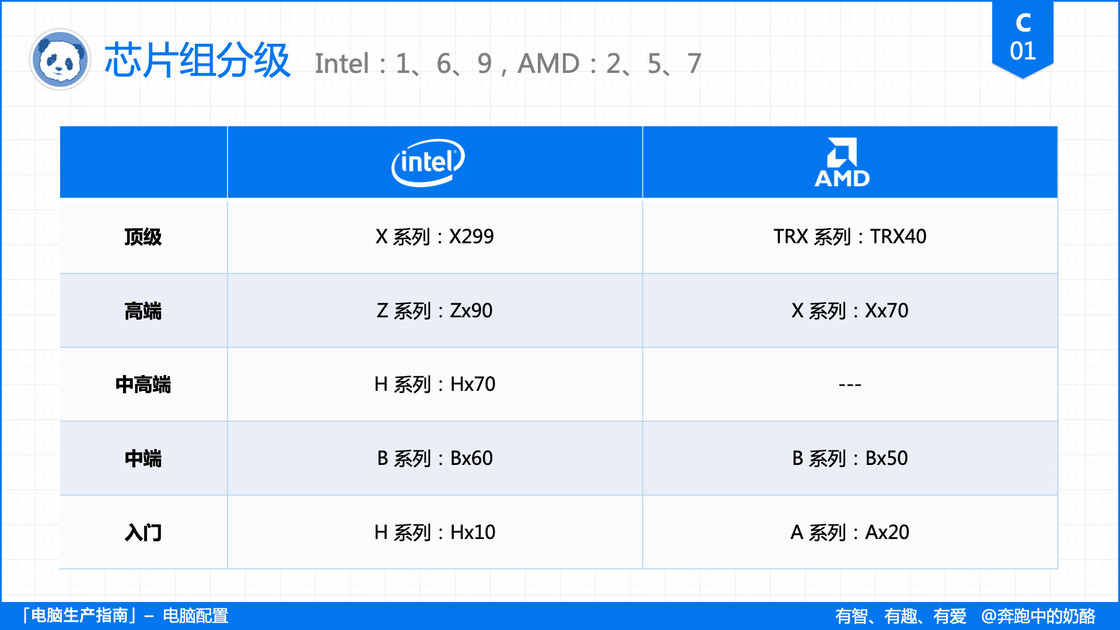 芯片组分级 Intel：1、6、9，AMD：2、5、7
C
01
intel AMD
顶级 X 系列：X299 TRX 系列：TRX40
高端 Z 系列：Zx90 X 系列：Xx70
中高端 H 系列：Hx70 ---
中端 B 系列：Bx60 B 系列：Bx50
入门 H 系列：Hx10 A 系列：Ax20
「电脑生产指南」– 电脑配置 有智、有趣、有爱 @奔跑中的奶酪